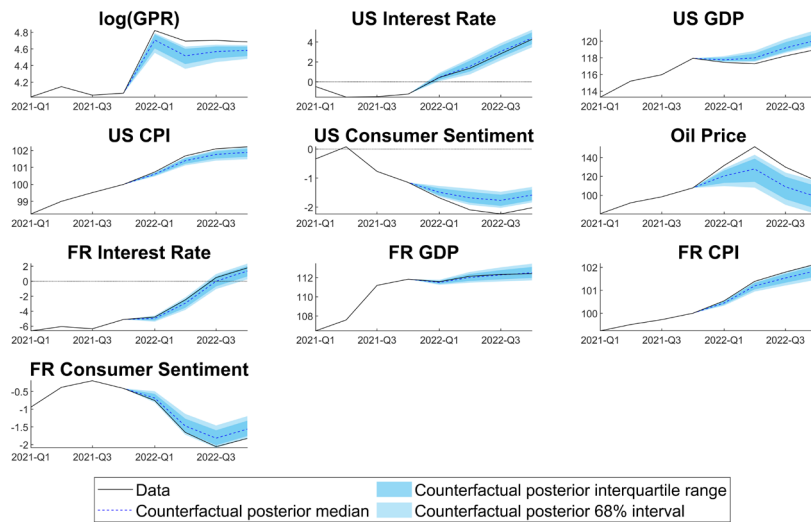 log(GPR)
4.8
4.6
4.4
4.2
2021-Q1 2021-Q3 2022-Q1 2022-Q3
US Interest Rate
4
2
0
2021-Q1 2021-Q3 2022-Q1 2022-Q3
US GDP
120
118
116
114
2021-Q1 2021-Q3 2022-Q1 2022-Q3
US CPI
102
101
100
99
2021-Q1 2021-Q3 2022-Q1 2022-Q3
US Consumer Sentiment
0
-1
-2
2021-Q1 2021-Q3 2022-Q1 2022-Q3
Oil Price
140
120
100
2021-Q1 2021-Q3 2022-Q1 2022-Q3
FR Interest Rate
2
0
-2
-4
-6
2021-Q1 2021-Q3 2022-Q1 2022-Q3
FR GDP
112
110
108
106
2021-Q1 2021-Q3 2022-Q1 2022-Q3
FR CPI
102
101
100
2021-Q1 2021-Q3 2022-Q1 2022-Q3
FR Consumer Sentiment
-0.5
-1
-1.5
-2
2021-Q1 2021-Q3 2022-Q1 2022-Q3
Data
Counterfactual posterior median
Counterfactual posterior interquartile range
Counterfactual posterior 68% interval